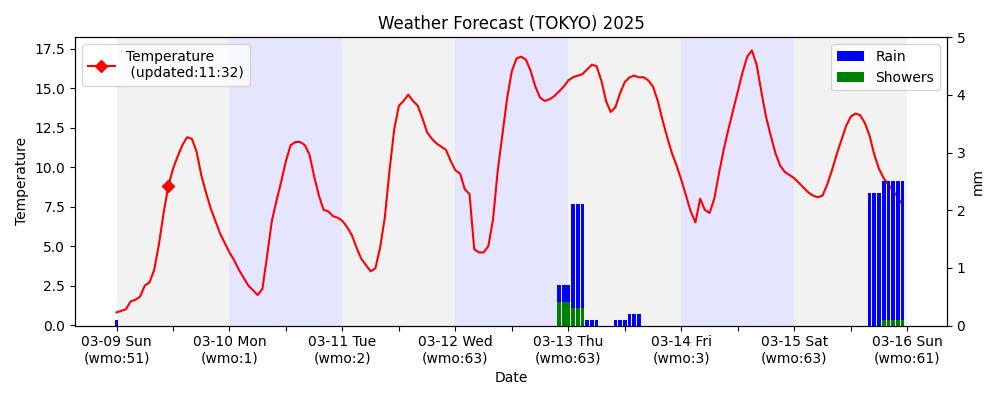 Weather Forecast (TOKYO) 2025
Temperature
(updated:11:32)
Rain
Showers
Temperature
17.5
15.0
12.5
10.0
7.5
5.0
2.5
0.0
5
4
3
2
1
0
mm
03-09 Sun
(wmo:51)
03-10 Mon
(wmo:1)
03-11 Tue
(wmo:2)
03-12 Wed
(wmo:63)
03-13 Thu
(wmo:63)
03-14 Fri
(wmo:3)
03-15 Sat
(wmo:63)
03-16 Sun
(wmo:61)
Date